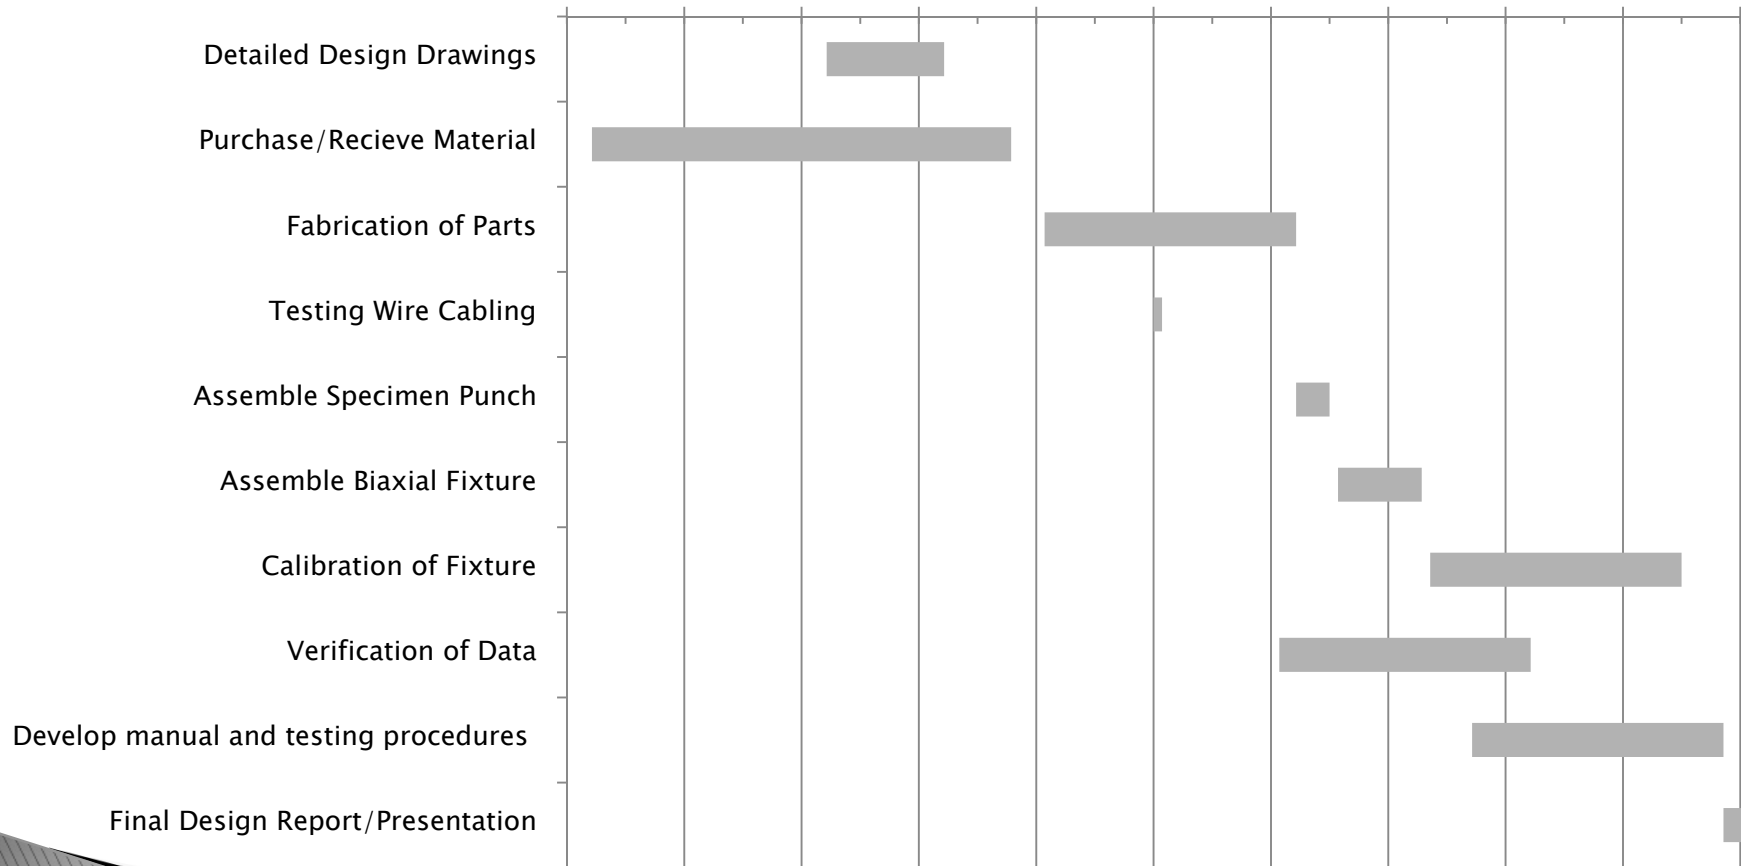 Detailed Design Drawings
Purchase/Recieve Material
Fabrication of Parts
Testing Wire Cabling
Assemble Specimen Punch
Assemble Biaxial Fixture
Calibration of Fixture
Verification of Data
Develop manual and testing procedures
Final Design Report/Presentation